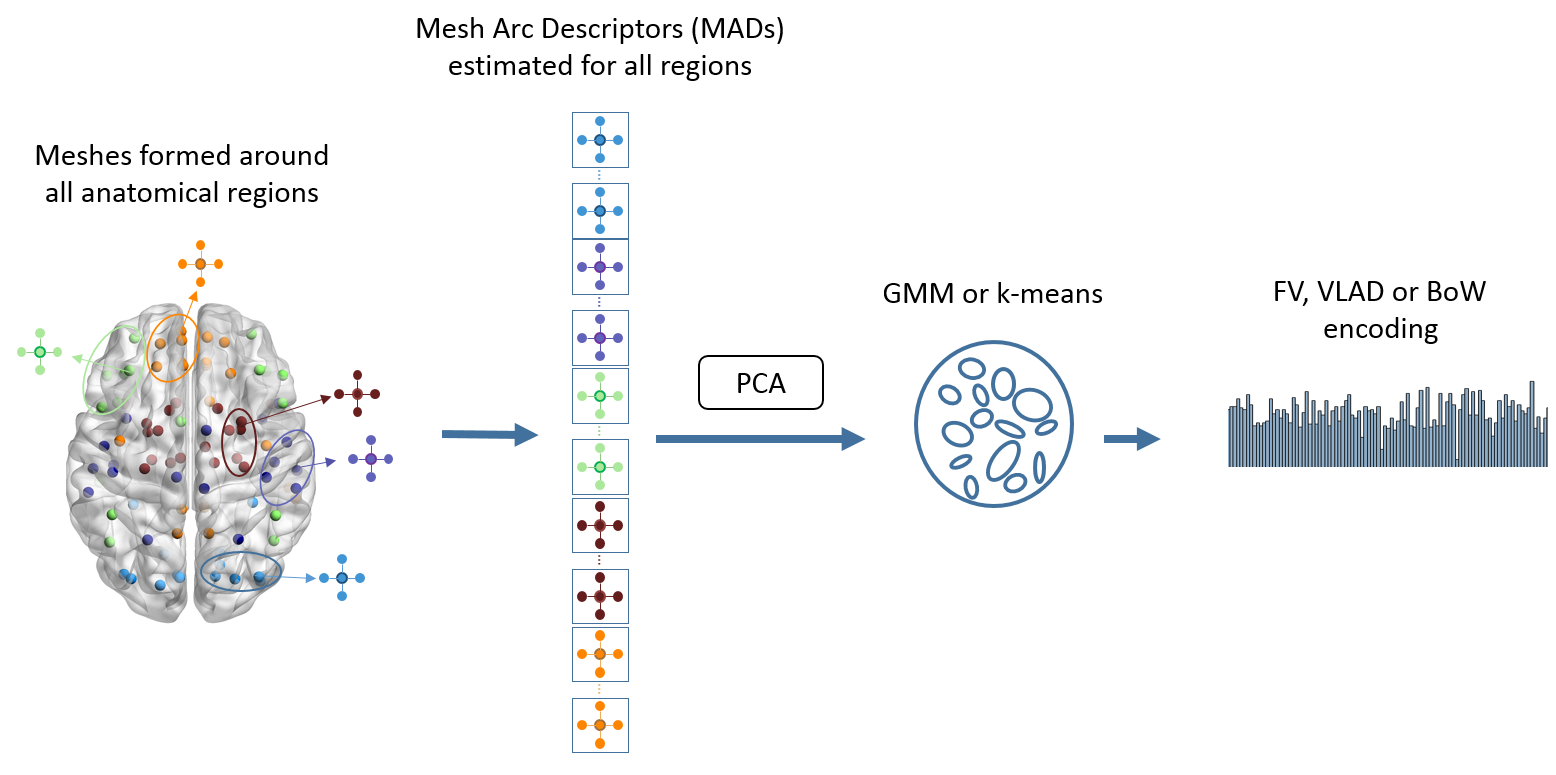 Mesh Arc Descriptors (MADs)
estimated for all regions
Meshes formed around
all anatomical regions
PCA
GMM or k-means
FV, VLAD or BoW
encoding